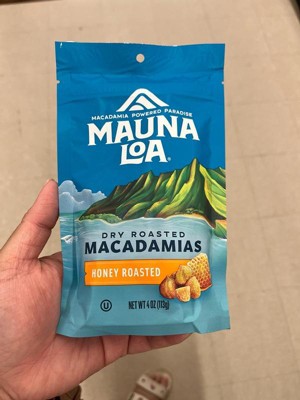 MACADAMIA POWERED PARADISE
MAUNA
LOA®
DRY ROASTED
MACADAMIAS
HONEY ROASTED
U
NET WT 4 OZ (113g)